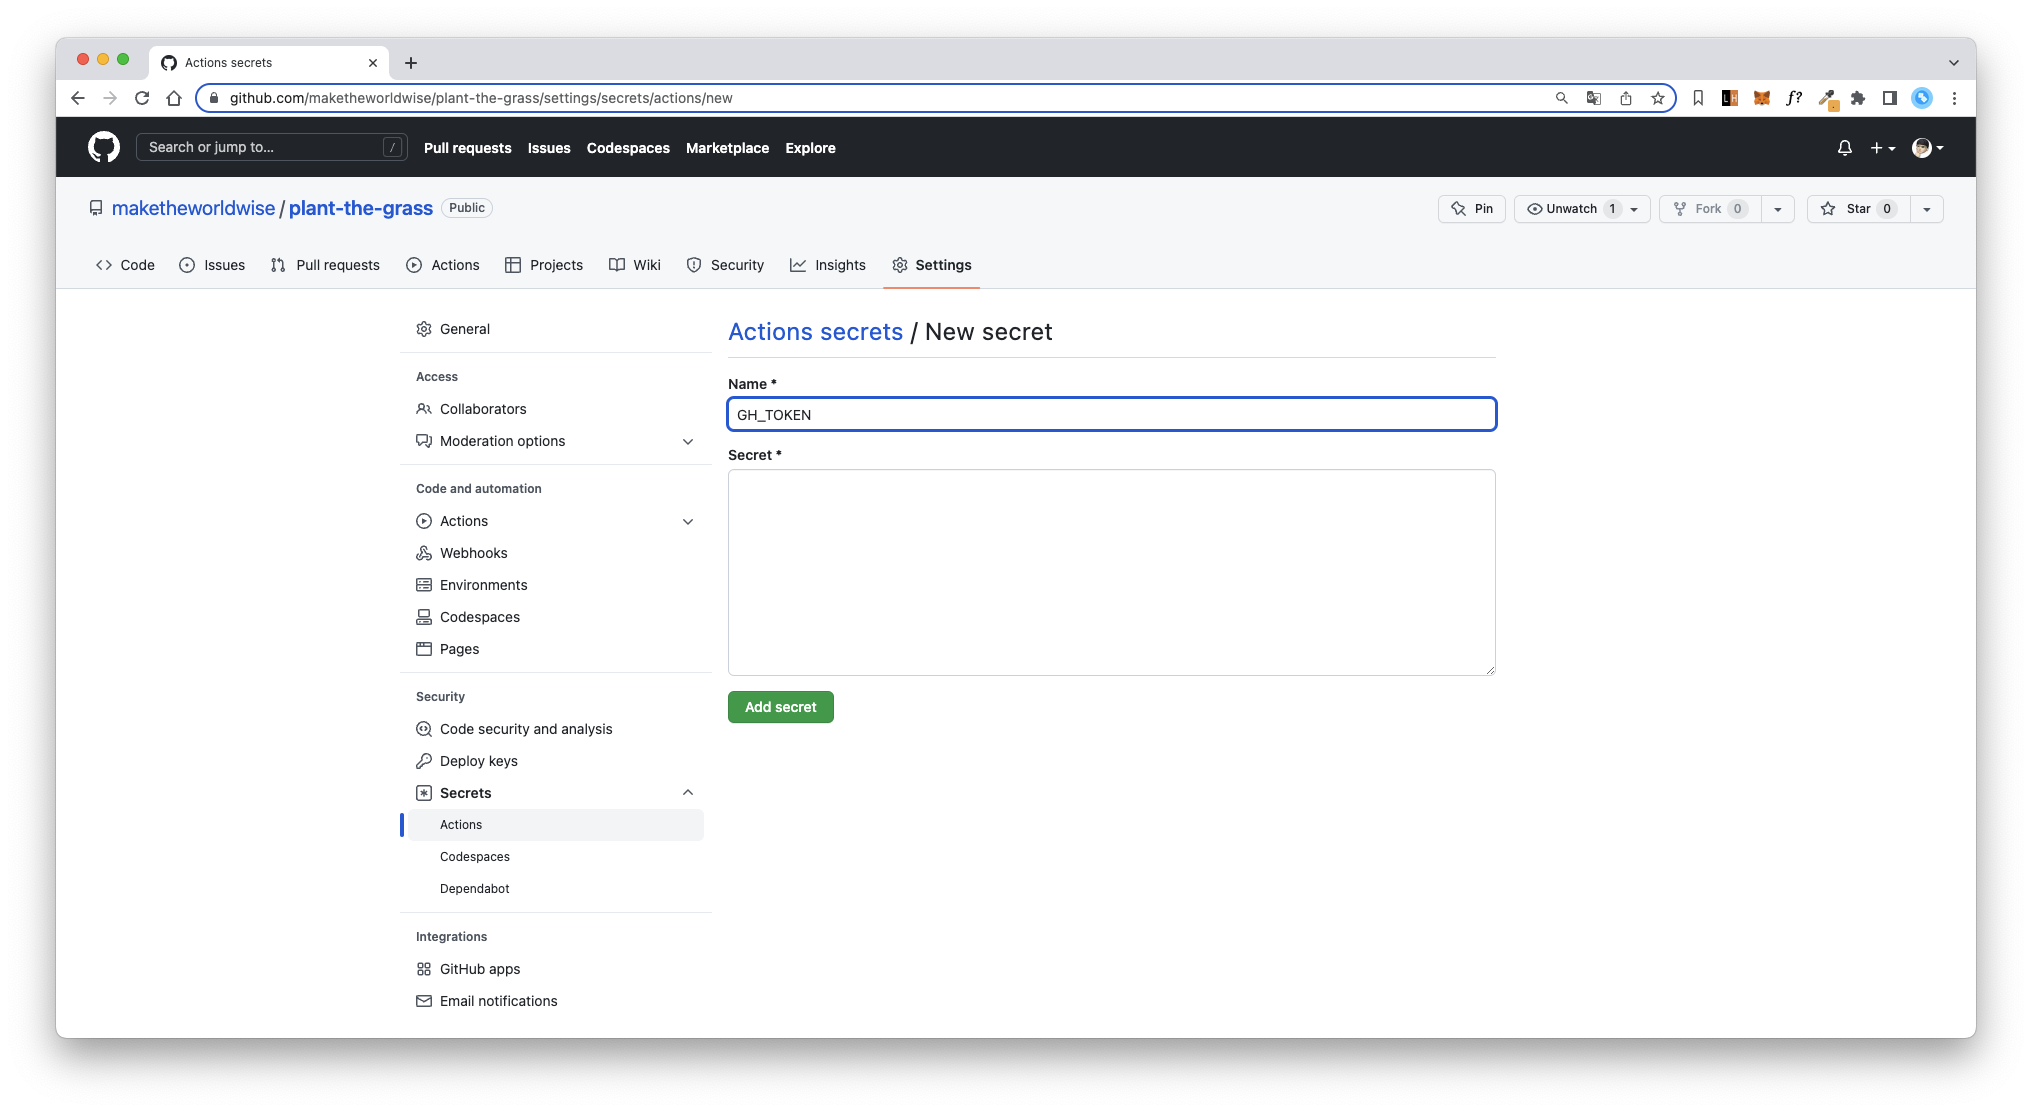 Actions secrets
github.com/maketheworldwise/plant-the-grass/settings/secrets/actions/new
f?
Search or jump to... /
Pull requests Issues Codespaces Marketplace Explore
maketheworldwise / plant-the-grass Public
Pin Unwatch 1 Fork 0 Star 0
Code Issues Pull requests Actions Projects Wiki Security Insights Settings
General
Access
Collaborators
Moderation options
Code and automation
Actions
Webhooks
Environments
Codespaces
Pages
Security
Code security and analysis
Deploy keys
Secrets
Actions
Codespaces
Dependabot
Integrations
GitHub apps
Email notifications
Actions secrets / New secret
Name *
GH_TOKEN
Secret *
Add secret